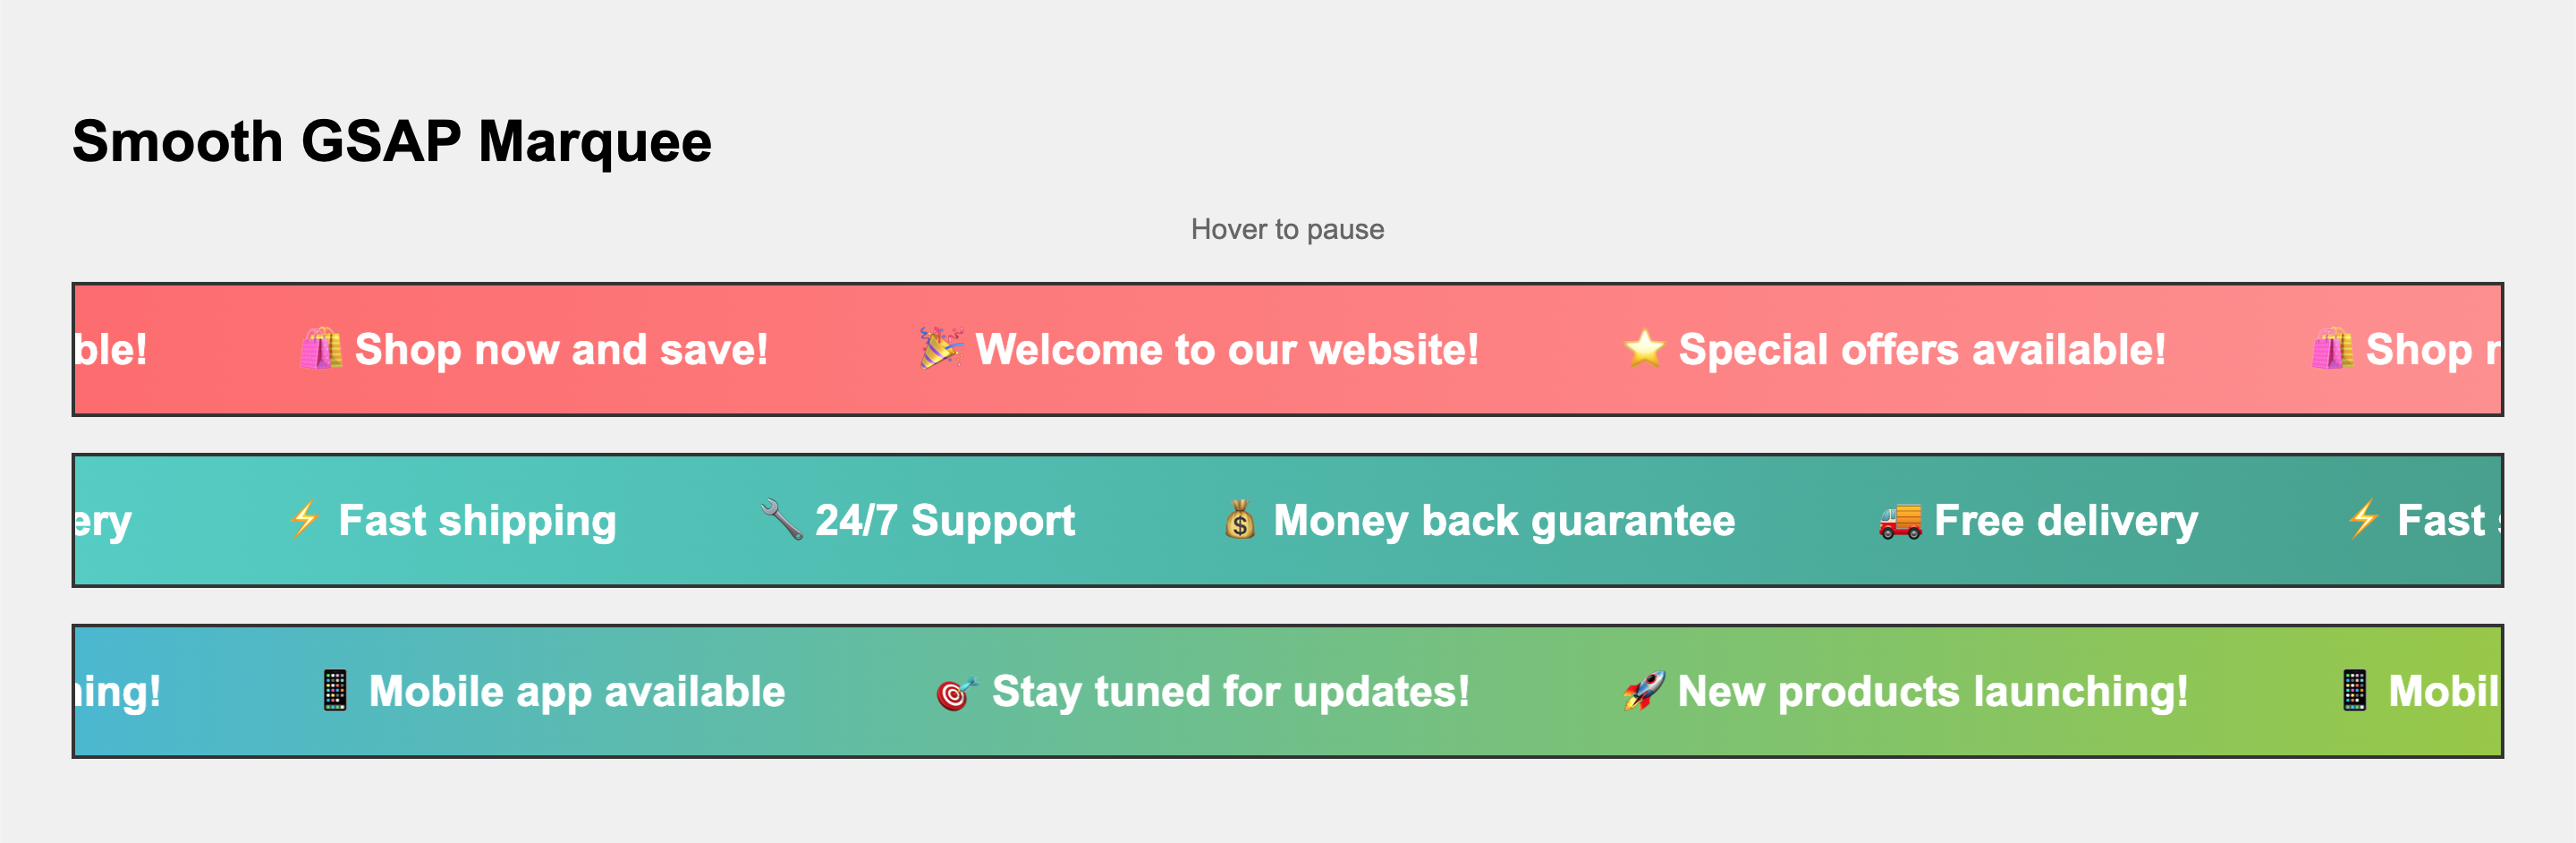 Smooth GSAP Marquee
Hover to pause
ble! 🛍️ Shop now and save! 🎉 Welcome to our website! ⭐ Special offers available! 🛍️ Shop
ery ⚡ Fast shipping 🔧 24/7 Support 💰 Money back guarantee 🚚 Free delivery ⚡ Fast
ing! 📱 Mobile app available 🎯 Stay tuned for updates! 🚀 New products launching! 📱 Mobil